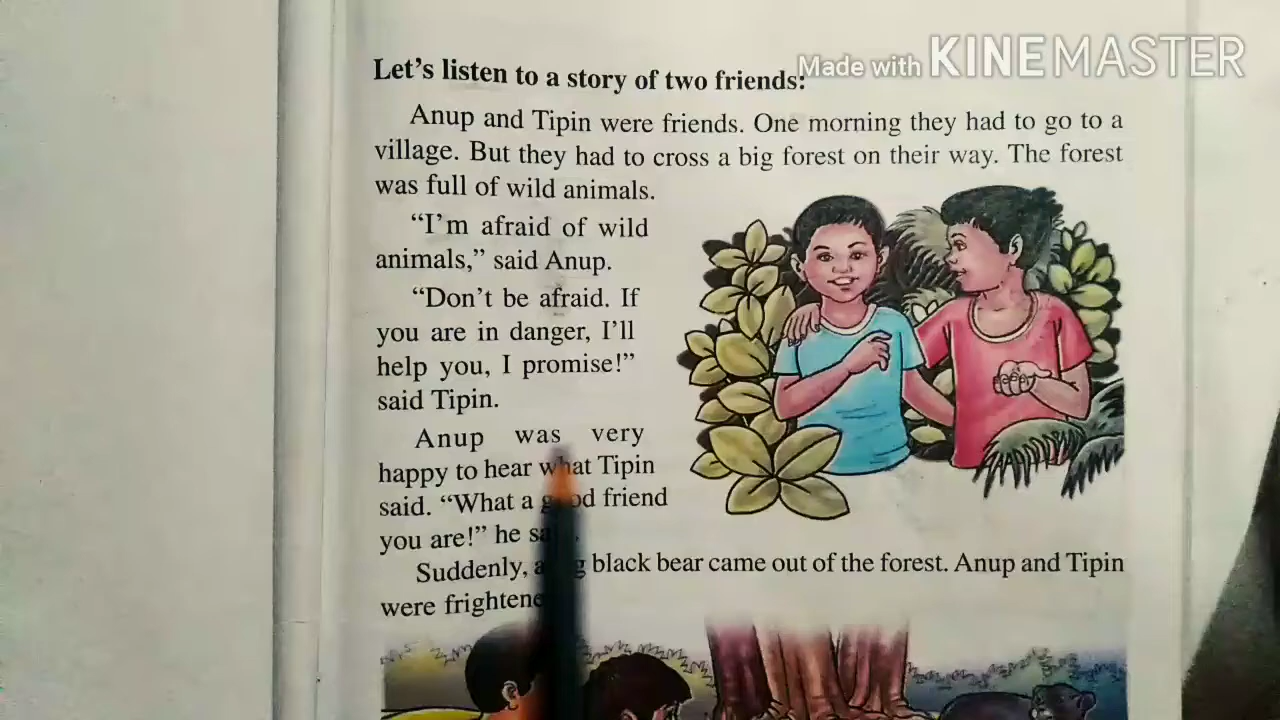 Let's listen to a story of two friends:
Made with KINEMASTER
Anup and Tipin were friends. One morning they had to go to a
village. But they had to cross a big forest on their way. The forest
was full of wild animals.
"I'm afraid of wild
animals," said Anup.
"Don't be afraid. If
you are in danger, I'll
help you, I promise!"
said Tipin.
Anup was very
happy to hear what Tipin
said. "What a good friend
you are!" he
Suddenly, black bear came out of the forest. Anup and Tipin
were